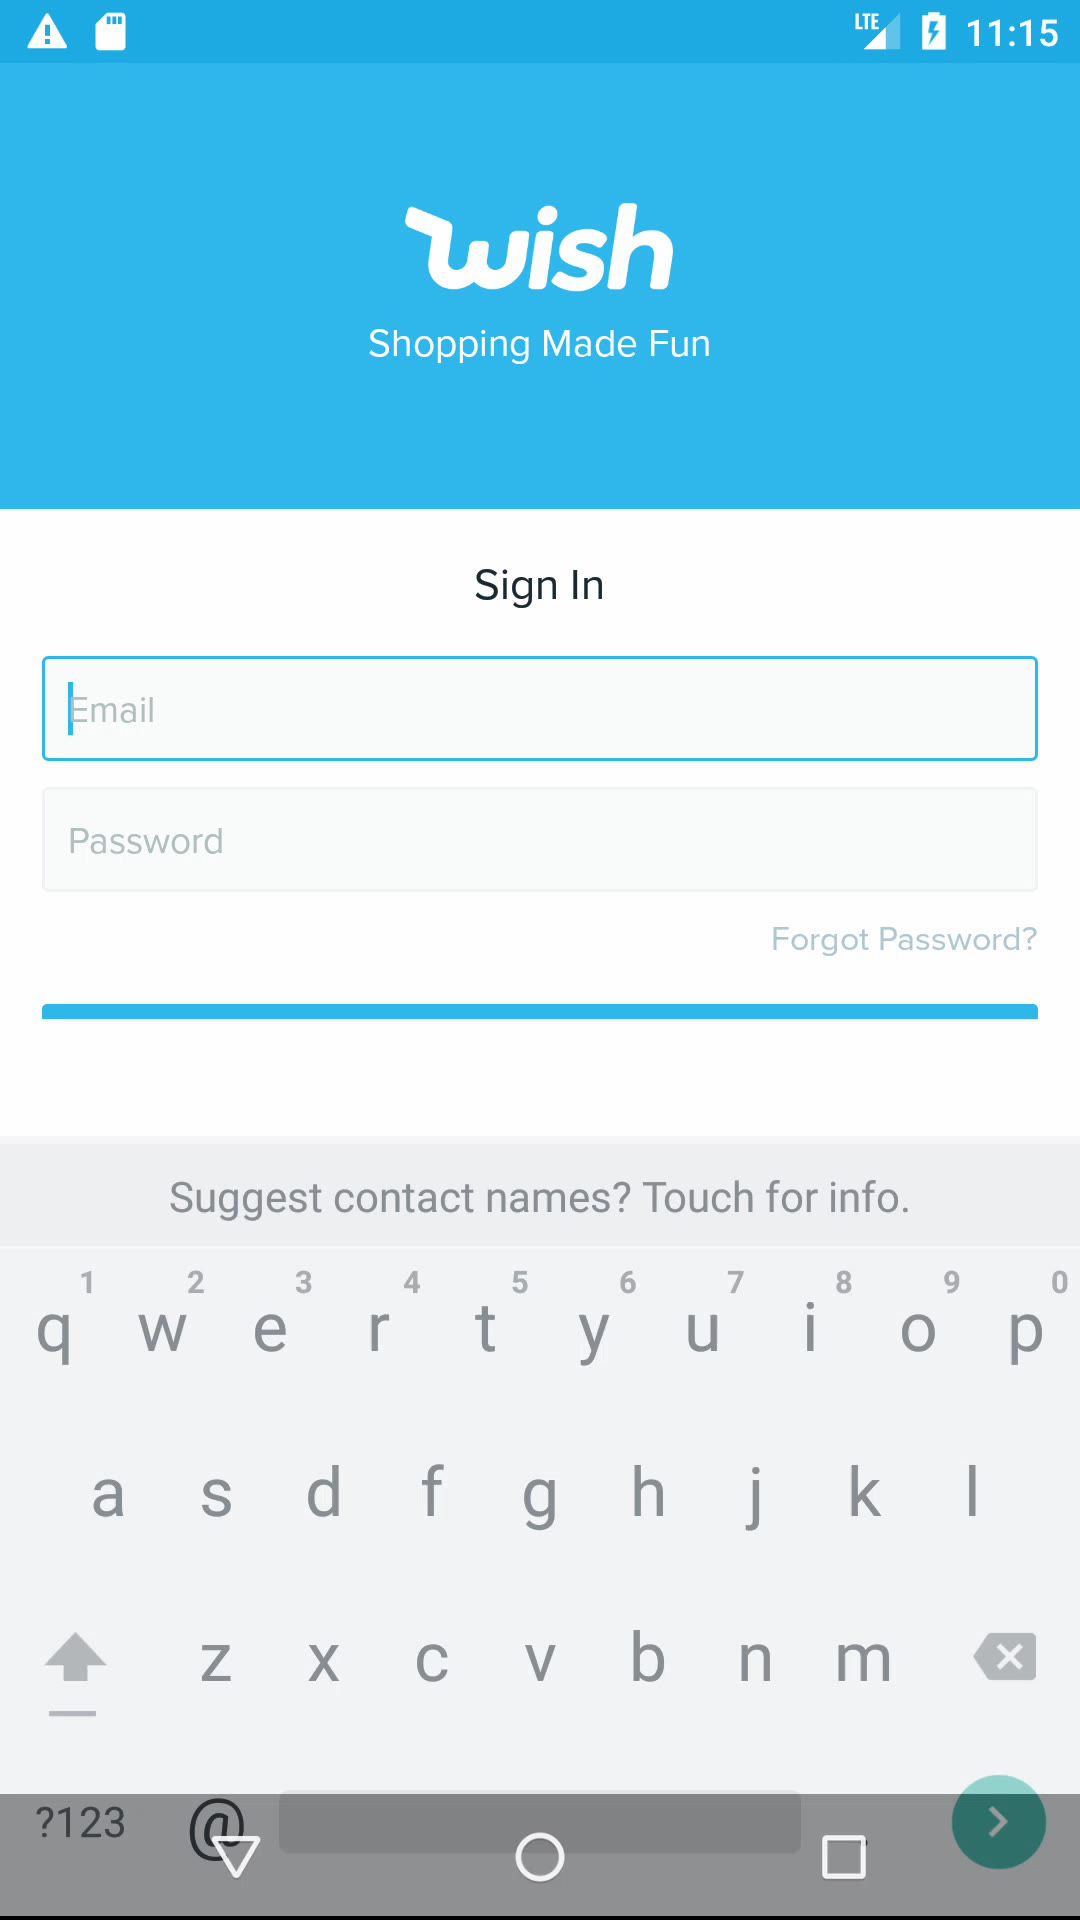 LTE 11:15
wish
Shopping Made Fun
Sign In
Email
Password
Forgot Password?
Suggest contact names? Touch for info.
1 2 3 4 5 6 7 8 9 0
q w e r t y u i o p
a s d f g h j k l
z x c v b n m
?123 @